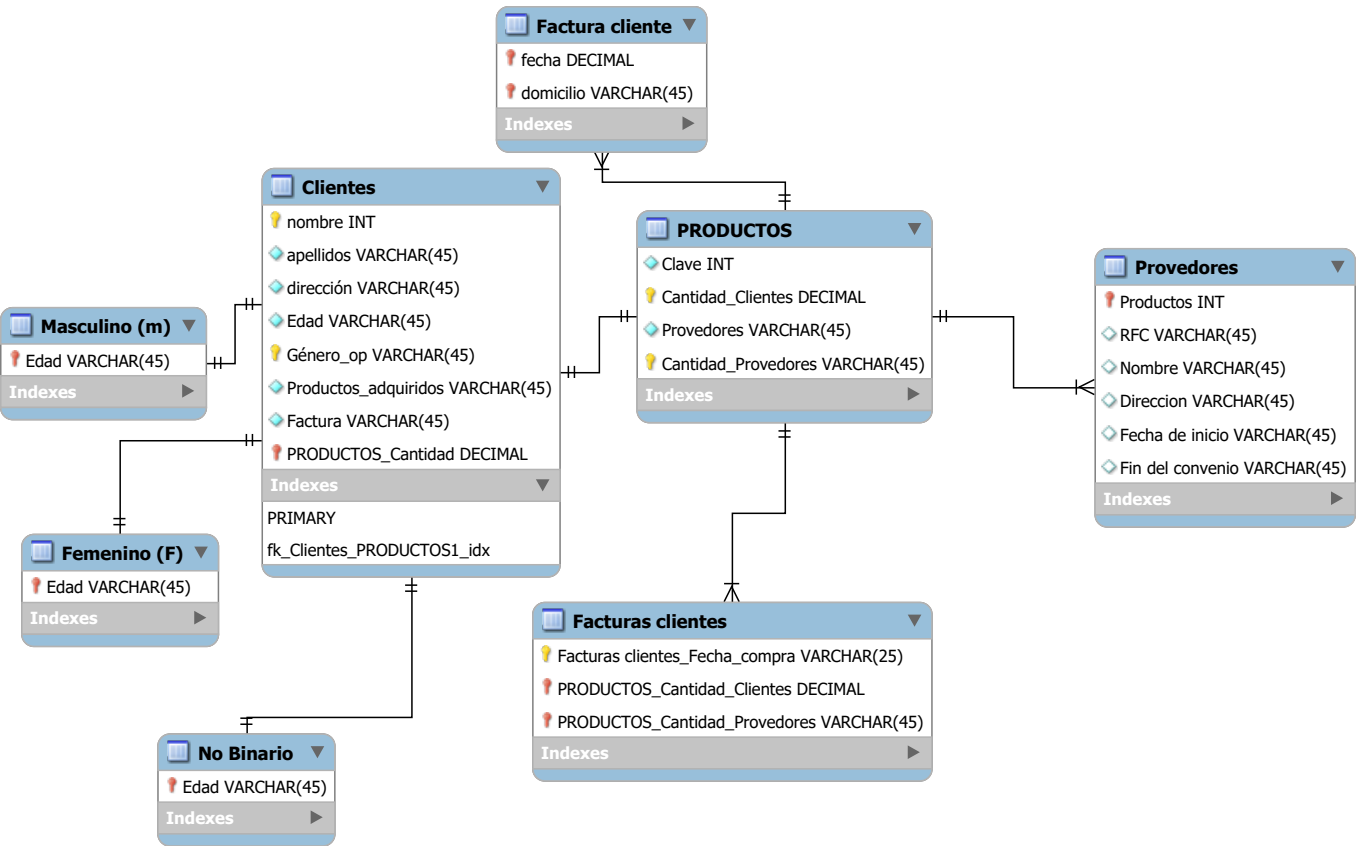 Factura cliente
fecha DECIMAL
domicilio VARCHAR(45)
Indexes
Clientes
nombre INT
apellidos VARCHAR(45)
dirección VARCHAR(45)
Edad VARCHAR(45)
Género_op VARCHAR(45)
Productos_adquiridos VARCHAR(45)
Factura VARCHAR(45)
PRODUCTOS_Cantidad DECIMAL
Indexes
PRIMARY
fk_Clientes_PRODUCTOS1_idx
PRODUCTOS
Clave INT
Cantidad_Clientes DECIMAL
Provedores VARCHAR(45)
Cantidad_Provedores VARCHAR(45)
Indexes
Provedores
Productos INT
RFC VARCHAR(45)
Nombre VARCHAR(45)
Direccion VARCHAR(45)
Fecha de inicio VARCHAR(45)
Fin del convenio VARCHAR(45)
Indexes
Masculino (m)
Edad VARCHAR(45)
Indexes
Femenino (F)
Edad VARCHAR(45)
Indexes
Facturas clientes
Facturas clientes_Fecha_compra VARCHAR(25)
PRODUCTOS_Cantidad_Clientes DECIMAL
PRODUCTOS_Cantidad_Provedores VARCHAR(45)
Indexes
No Binario
Edad VARCHAR(45)
Indexes